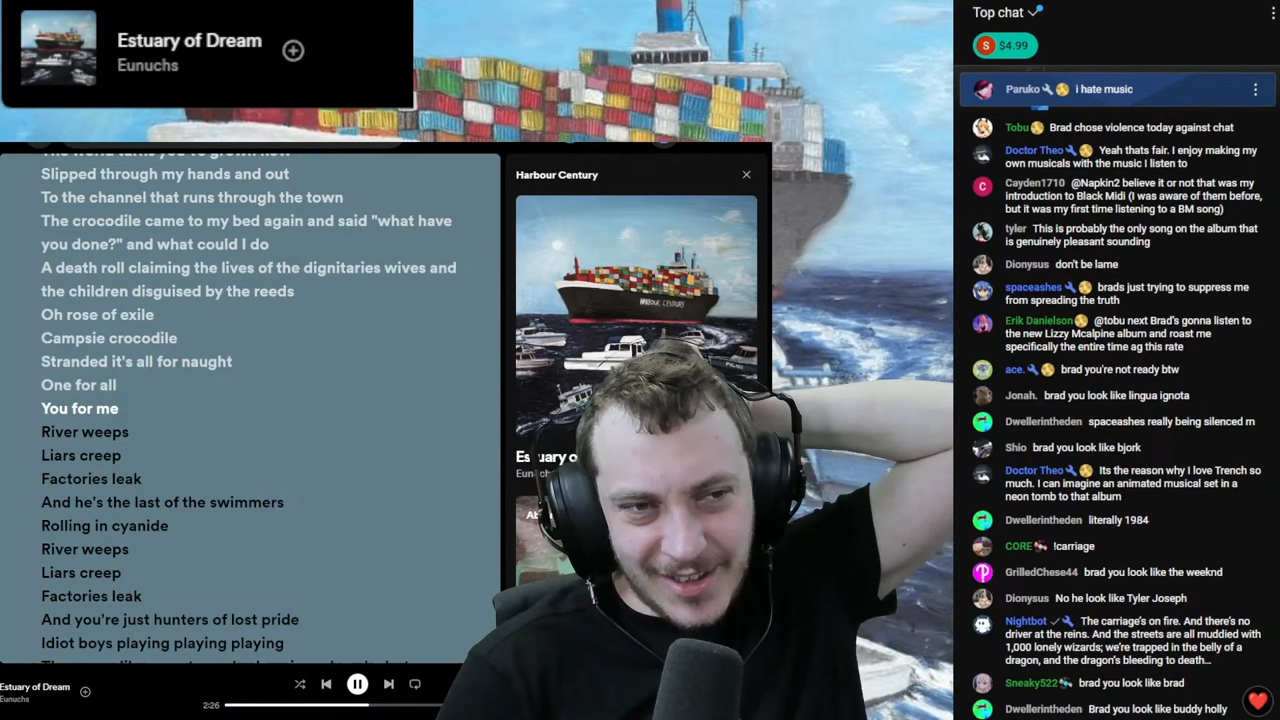 Estuary of Dream
Eunuchs
Slipped through my hands and out
To the channel that runs through the town
The crocodile came to my bed again and said "what have
you done?" and what could I do
A death roll claiming the lives of the dignitaries wives and
the children disguised by the reeds
Oh rose of exile
Campsie crocodile
Stranded it's all for naught
One for all
You for me
River weeps
Liars creep
Factories leak
And he's the last of the swimmers
Rolling in cyanide
River weeps
Liars creep
Factories leak
And you're just hunters of lost pride
Idiot boys playing playing playing
Harbour Century
HARBOUR CENTURY
POLICE
Estuary of Dream
Eunuchs
2:26
Top chat
S $4.99
Paruko i hate music
Tobu Brad chose violence today against chat
Doctor Theo Yeah thats fair. I enjoy making my
own musicals with the music I listen to
C Cayden1710 @Napkin2 believe it or not that was my
introduction to Black Midi (I was aware of them before,
but it was my first time listening to a BM song)
tyler This is probably the only song on the album that
is genuinely pleasant sounding
Dionysus don't be lame
spaceashes brads just trying to suppress me
from spreading the truth
Erik Danielson @tobu next Brad's gonna listen to
the new Lizzy Mcalpine album and roast me
specifically the entire time ag this rate
ace. brad you're not ready btw
Jonah. brad you look like lingua ignota
Dwellerintheden spaceashes really being silenced rn
Shio brad you look like bjork
Doctor Theo Its the reason why I love Trench so
much. I can imagine an animated musical set in a
neon tomb to that album
Dwellerintheden literally 1984
CORE !carriage
GrilledChese44 brad you look like the weeknd
Dionysus No he look like Tyler Joseph
Nightbot The carriage's on fire. And there's no
driver at the reins. And the streets are all muddied with
1,000 lonely wizards; we're trapped in the belly of a
dragon, and the dragon's bleeding to death...
Sneaky522 brad you look like brad
Dwellerintheden Brad you look like buddy holly